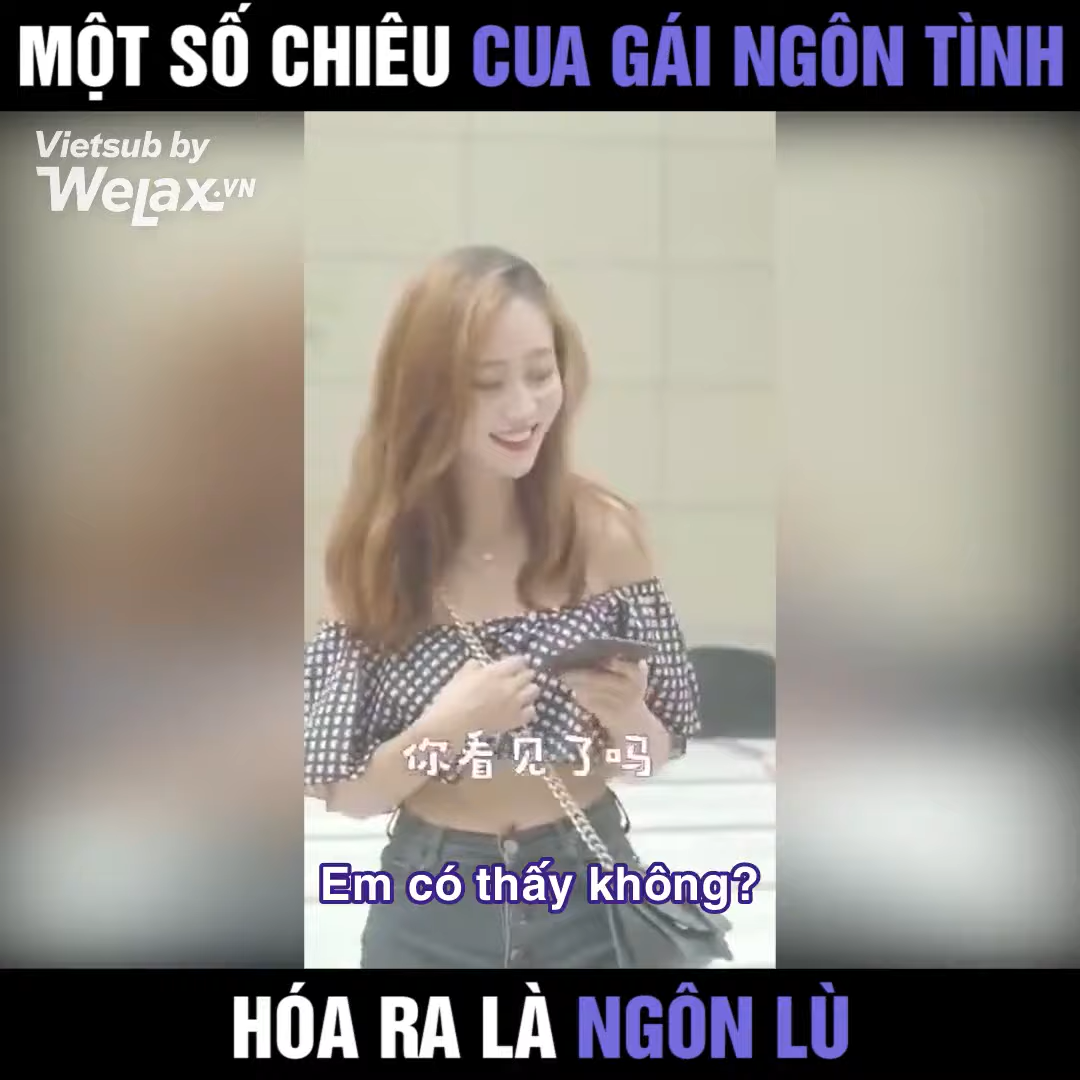 MỘT SỐ CHIÊU CUA GÁI NGÔN TÌNH
Vietsub by
WeLax.VN
你看见了吗
Em có thấy không?
HÓA RA LÀ NGÔN LÙ